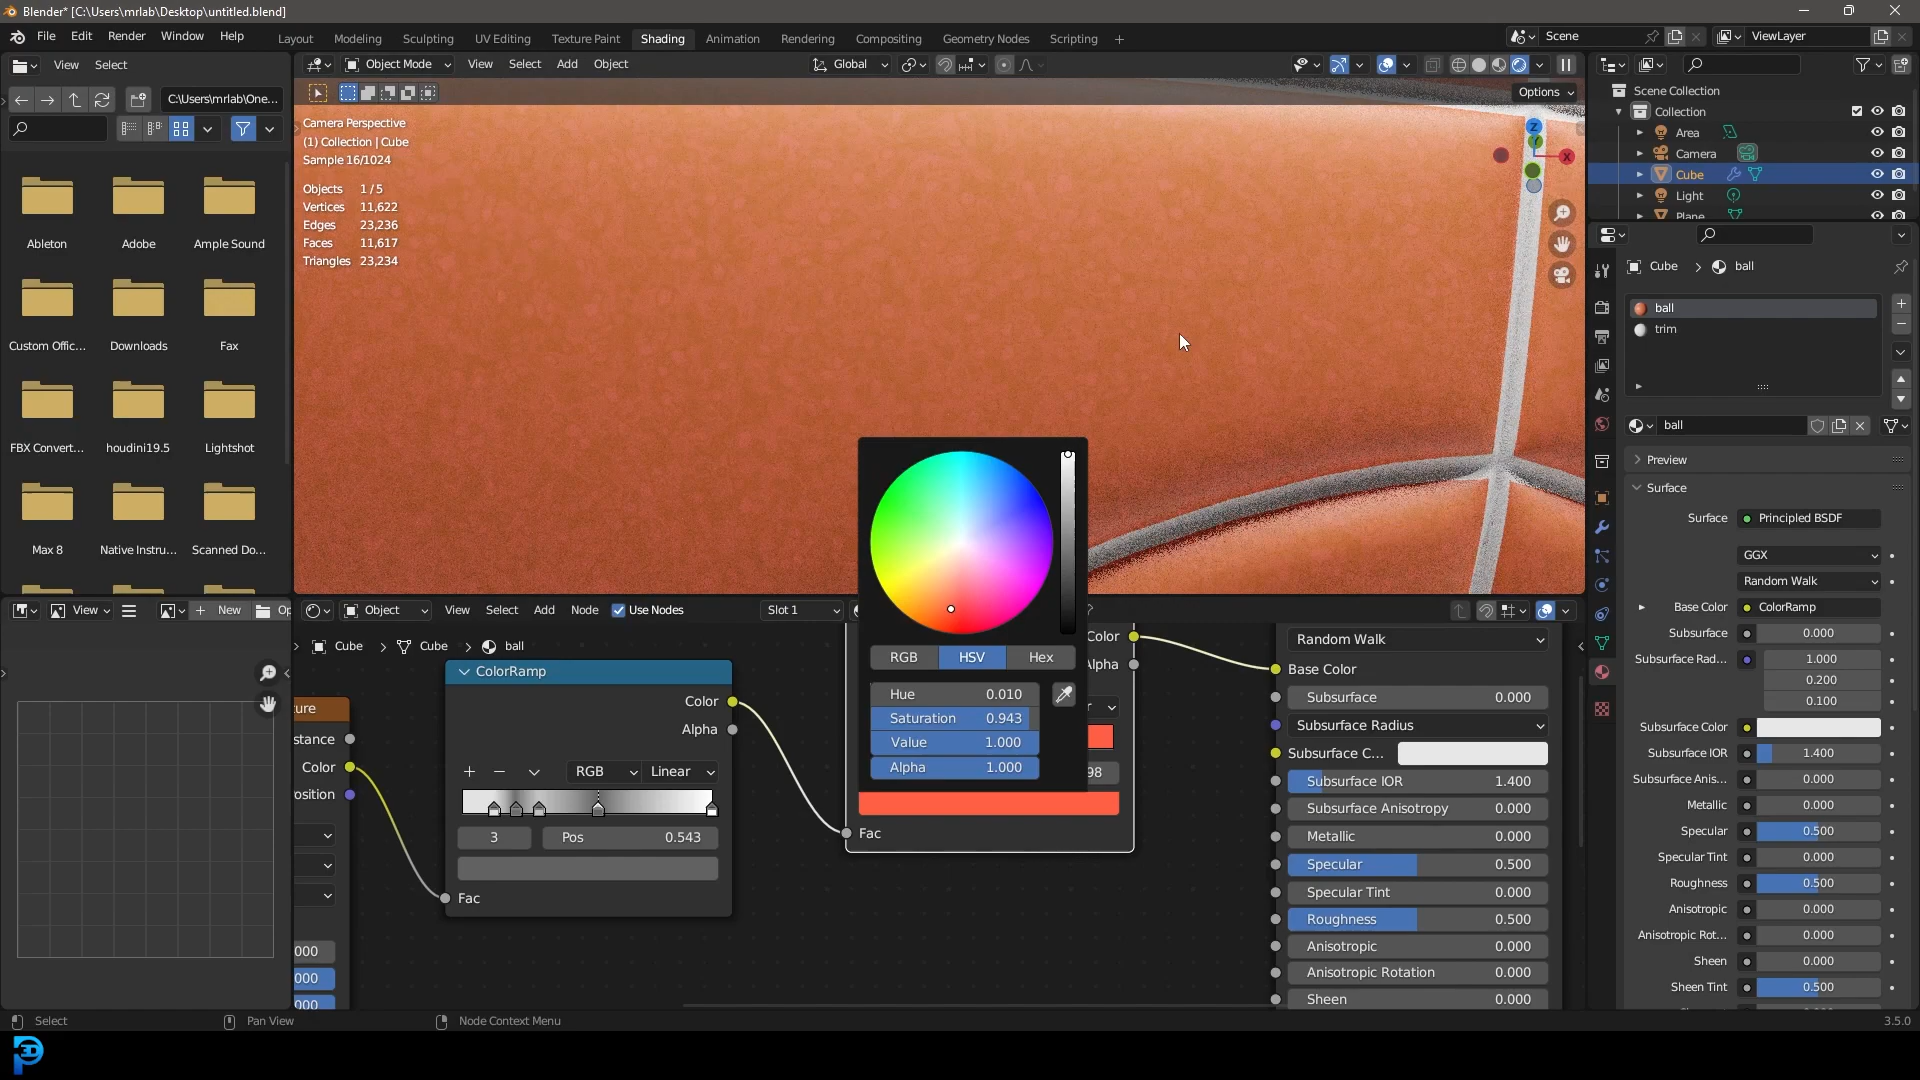 Blender* [C:\Users\mrlab\Desktop\untitled.blend]
File Edit Render Window Help Layout Modeling Sculpting UV Editing Texture Paint Shading Animation Rendering Compositing Geometry Nodes Scripting + Scene ViewLayer
View Select
Object Mode View Select Add Object Global
C:\Users\mrlab\One...
Options
Ableton Adobe Ample Sound
Custom Offic... Downloads Fax
FBX Convert... houdini19.5 Lightshot
Max 8 Native Instru... Scanned Do...
Camera Perspective
(1) Collection | Cube
Sample 16/1024
Objects 1 / 5
Vertices 11,622
Edges 23,236
Faces 11,617
Triangles 23,234
Z
Y
X
Scene Collection
Collection
Area
Camera
Cube
Light
Plane
Cube > ball
ball
trim
ball
Preview
Surface
Surface Principled BSDF
GGX
Random Walk
Base Color ColorRamp
Subsurface 0.000
Subsurface Rad... 1.000
0.200
0.100
Subsurface Color
Subsurface IOR 1.400
Subsurface Anis... 0.000
Metallic 0.000
Specular 0.500
Specular Tint 0.000
Roughness 0.500
Anisotropic 0.000
Anisotropic Rot... 0.000
Sheen 0.000
Sheen Tint 0.500
View New Op
Object View Select Add Node Use Nodes Slot 1
Cube > Cube > ball
ure
stance
Color
osition
000
000
000
ColorRamp
Color
Alpha
+ − RGB Linear
3 Pos 0.543
Fac
RGB HSV Hex
Hue 0.010
Saturation 0.943
Value 1.000
Alpha 1.000
Color
Alpha
r
98
Fac
Random Walk
Base Color
Subsurface 0.000
Subsurface Radius
Subsurface C...
Subsurface IOR 1.400
Subsurface Anisotropy 0.000
Metallic 0.000
Specular 0.500
Specular Tint 0.000
Roughness 0.500
Anisotropic 0.000
Anisotropic Rotation 0.000
Sheen 0.000
Select Pan View Node Context Menu 3.5.0